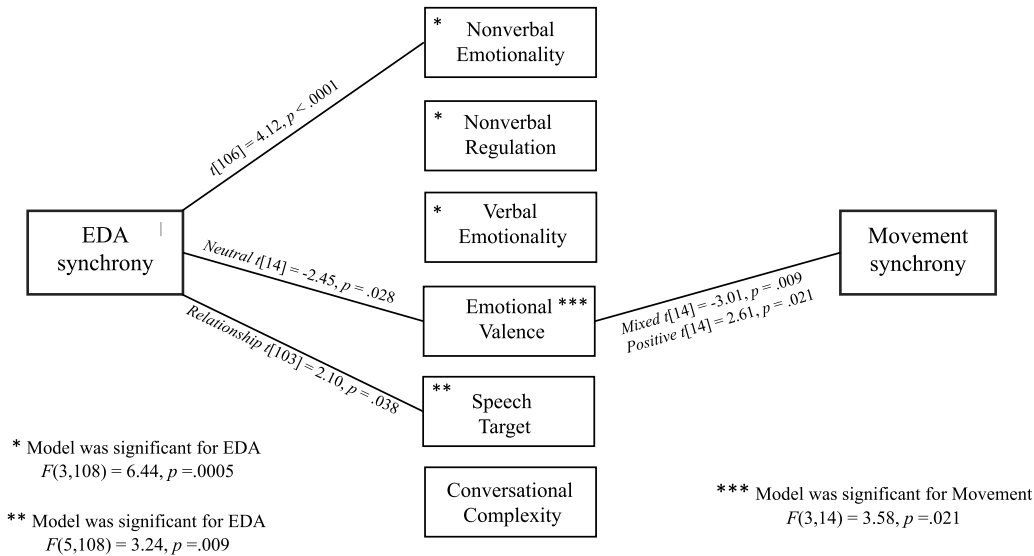 * Nonverbal
Emotionality
t[106] = 4.12, p < .0001
* Nonverbal
Regulation
* Verbal
Emotionality
EDA
synchrony
Movement
synchrony
Neutral t[14] = -2.45, p = .028
Emotional ***
Valence
Mixed t[14] = -3.01, p = .009
Positive t[14] = 2.61, p = .021
Relationship t[103] = 2.10, p = .038
** Speech
Target
* Model was significant for EDA
F(3,108) = 6.44, p =.0005
Conversational
Complexity
*** Model was significant for Movement
F(3,14) = 3.58, p =.021
** Model was significant for EDA
F(5,108) = 3.24, p =.009